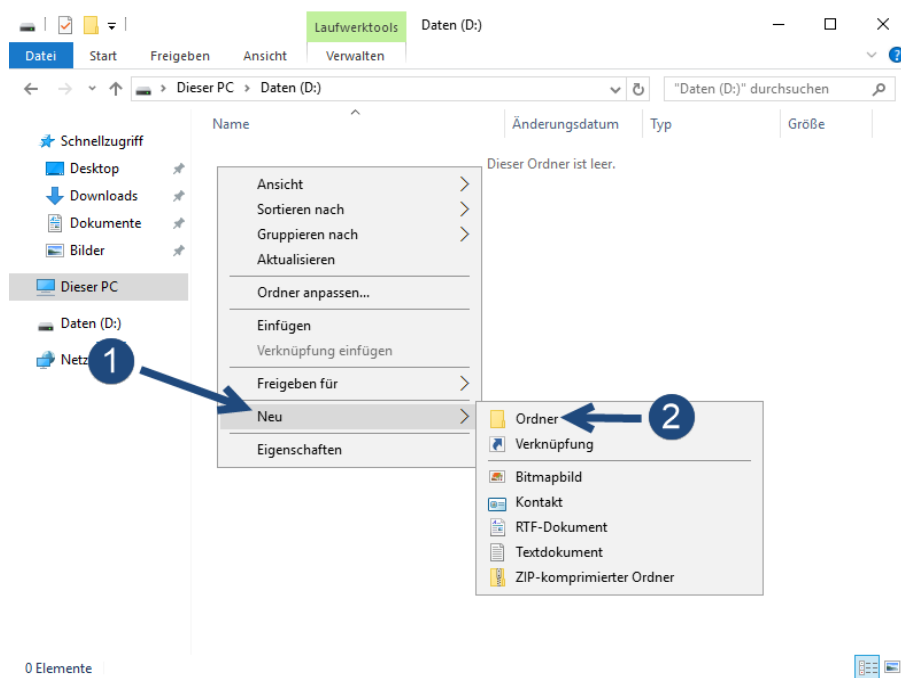 Laufwerktools Daten (D:)
Datei Start Freigeben Ansicht Verwalten
Dieser PC Daten (D:) "Daten (D:)" durchsuchen
Name Änderungsdatum Typ Größe
Dieser Ordner ist leer.
Schnellzugriff
Desktop
Downloads
Dokumente
Bilder
Dieser PC
Daten (D:)
1
Ansicht
Sortieren nach
Gruppieren nach
Aktualisieren
Ordner anpassen...
Einfügen
Verknüpfung einfügen
Freigeben für
Neu
Eigenschaften
Ordner
2
Verknüpfung
Bitmapbild
Kontakt
RTF-Dokument
Textdokument
ZIP-komprimierter Ordner
0 Elemente